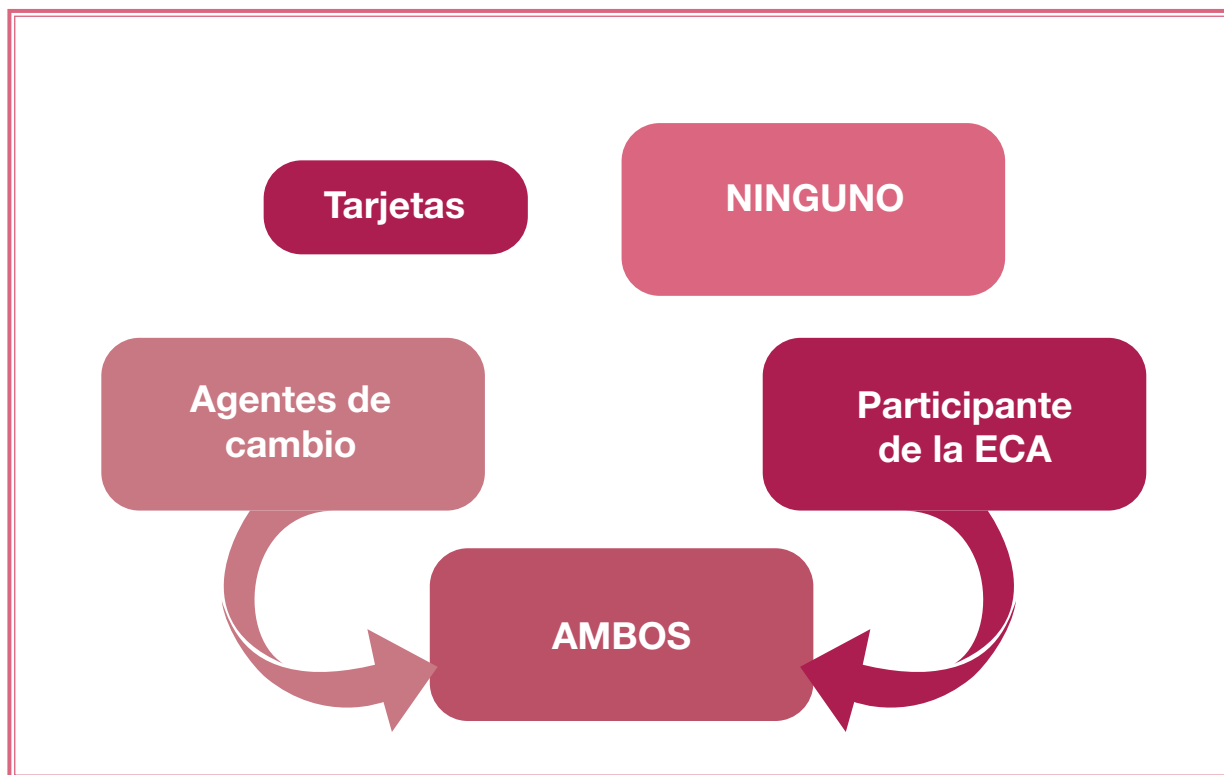 Tarjetas
NINGUNO
Agentes de
cambio
Participante
de la ECA
AMBOS